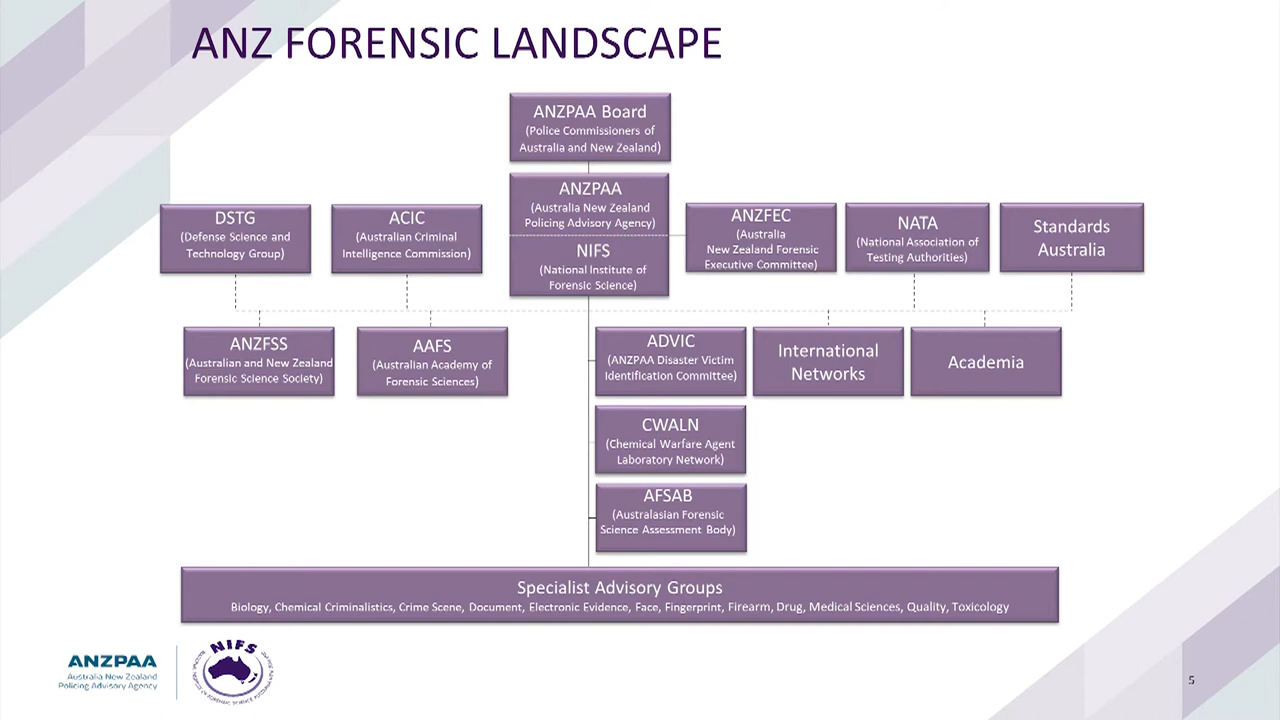 ANZ FORENSIC LANDSCAPE
ANZPAA Board
(Police Commissioners of
Australia and New Zealand)
ANZPAA
(Australia New Zealand
Policing Advisory Agency)
NIFS
(National Institute of
Forensic Science)
DSTG
(Defense Science and
Technology Group)
ACIC
(Australian Criminal
Intelligence Commission)
ANZFEC
(Australia
New Zealand Forensic
Executive Committee)
NATA
(National Association of
Testing Authorities)
Standards
Australia
ANZFSS
(Australian and New Zealand
Forensic Science Society)
AAFS
(Australian Academy of
Forensic Sciences)
ADVIC
(ANZPAA Disaster Victim
Identification Committee)
International
Networks
Academia
CWALN
(Chemical Warfare Agent
Laboratory Network)
AFSAB
(Australasian Forensic
Science Assessment Body)
Specialist Advisory Groups
Biology, Chemical Criminalistics, Crime Scene, Document, Electronic Evidence, Face, Fingerprint, Firearm, Drug, Medical Sciences, Quality, Toxicology
ANZPAA
Australia New Zealand
Policing Advisory Agency
NIFS
5